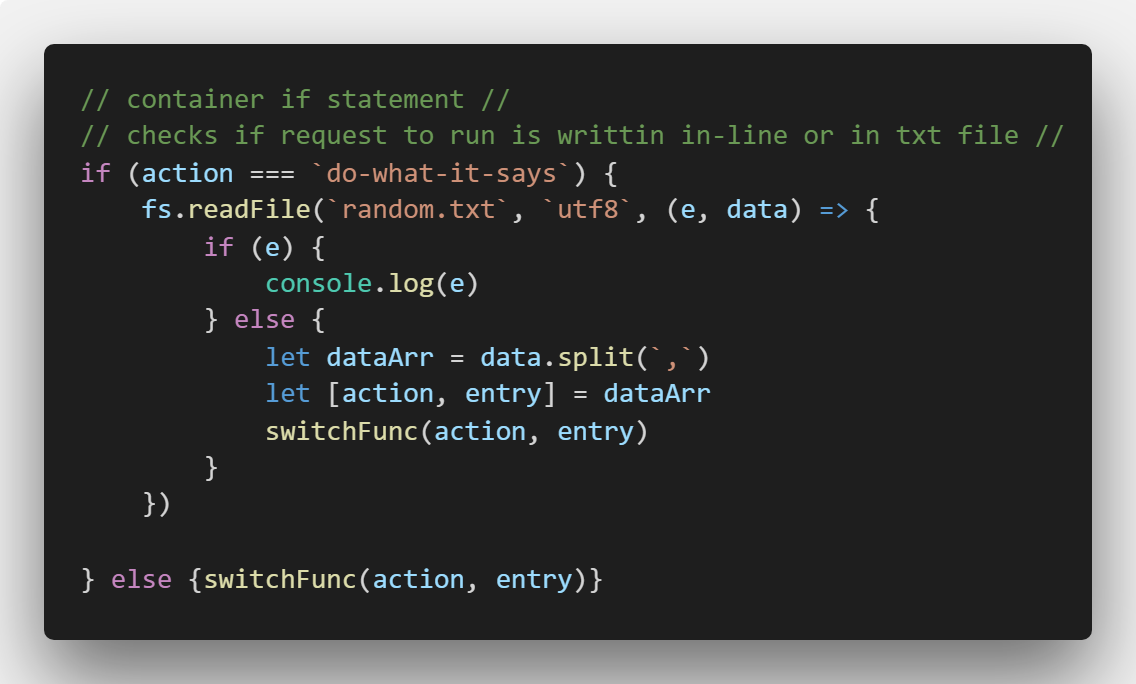 // container if statement //
// checks if request to run is writtin in-line or in txt file //
if (action === `do-what-it-says`) {
    fs.readFile(`random.txt`, `utf8`, (e, data) => {
        if (e) {
            console.log(e)
        } else {
            let dataArr = data.split(`,`)
            let [action, entry] = dataArr
            switchFunc(action, entry)
        }
    })

} else {switchFunc(action, entry)}